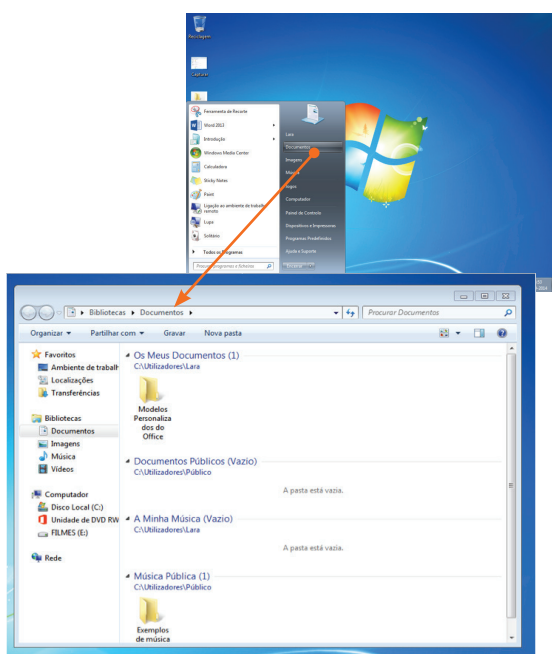 Reciclagem
Capturar
Ferramenta de Recorte
Word 2013
Introdução
Windows Media Center
Calculadora
Sticky Notes
Paint
Ligação ao ambiente de trabalho
remoto
Lupa
Solitário
Todos os Programas
Procurar programas e ficheiros
Lara
Documentos
Imagens
Música
Jogos
Computador
Painel de Controlo
Dispositivos e Impressoras
Programas Predefinidos
Ajuda e Suporte
Encerrar
Bibliotecas Documentos
Procurar Documentos
Organizar Partilhar com Gravar Nova pasta
Favoritos
Ambiente de trabalh
Localizações
Transferências
Bibliotecas
Documentos
Imagens
Música
Vídeos
Computador
Disco Local (C:)
Unidade de DVD RW
FILMES (E:)
Rede
Os Meus Documentos (1)
C:\Utilizadores\Lara
Modelos
Personaliza
dos do
Office
Documentos Públicos (Vazio)
C:\Utilizadores\Público
A pasta está vazia.
A Minha Música (Vazio)
C:\Utilizadores\Lara
A pasta está vazia.
Música Pública (1)
C:\Utilizadores\Público
Exemplos
de música